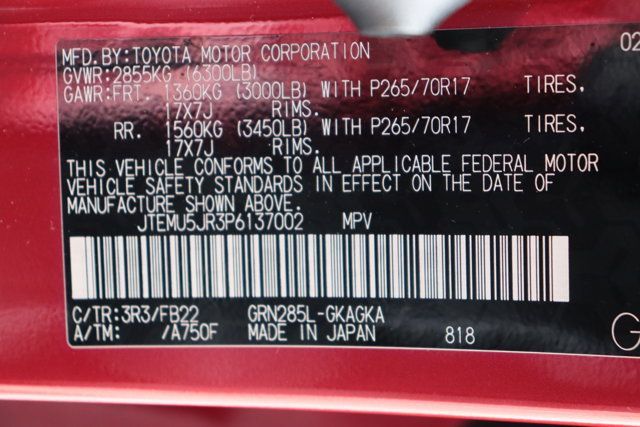 MFD.BY:TOYOTA MOTOR CORPORATION 02
GVWR:2855KG (6300LB)
GAWR:FRT. 1360KG (3000LB) WITH P265/70R17 TIRES,
17X7J RIMS.
RR. 1560KG (3450LB) WITH P265/70R17 TIRES,
17X7J RIMS.
THIS VEHICLE CONFORMS TO ALL APPLICABLE FEDERAL MOTOR
VEHICLE SAFETY STANDARDS IN EFFECT ON THE DATE OF
MANUFACTURE SHOWN ABOVE.
JTEMU5JR3P6137002 MPV
C/TR:3R3/FB22 GRN285L-GKAGKA
A/TM: /A750F MADE IN JAPAN 818
G